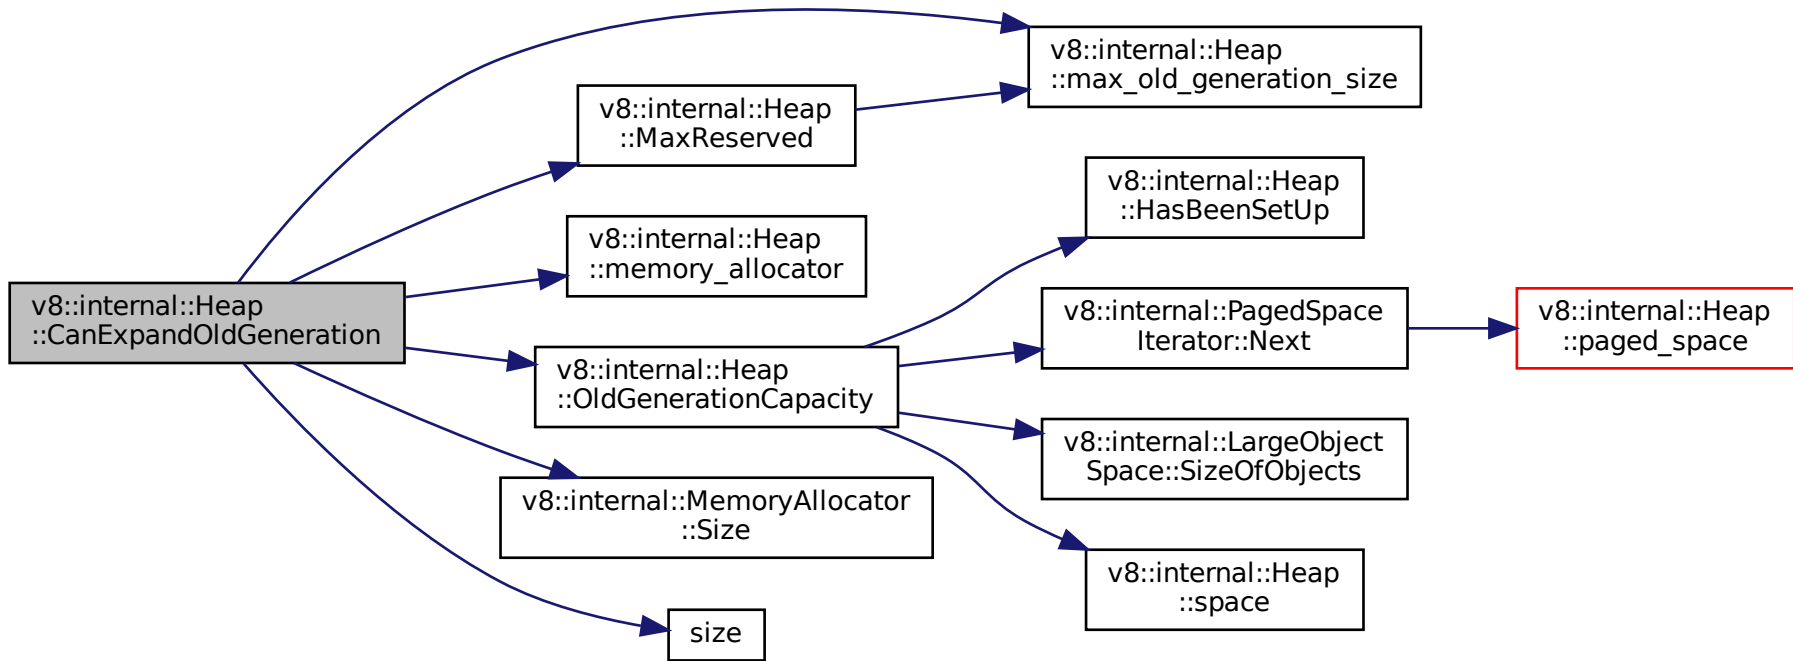 v8::internal::Heap
::CanExpandOldGeneration
v8::internal::Heap
::max_old_generation_size
v8::internal::Heap
::MaxReserved
v8::internal::Heap
::memory_allocator
v8::internal::Heap
::OldGenerationCapacity
v8::internal::Heap
::HasBeenSetUp
v8::internal::PagedSpace
Iterator::Next
v8::internal::Heap
::paged_space
v8::internal::LargeObject
Space::SizeOfObjects
v8::internal::Heap
::space
v8::internal::MemoryAllocator
::Size
size